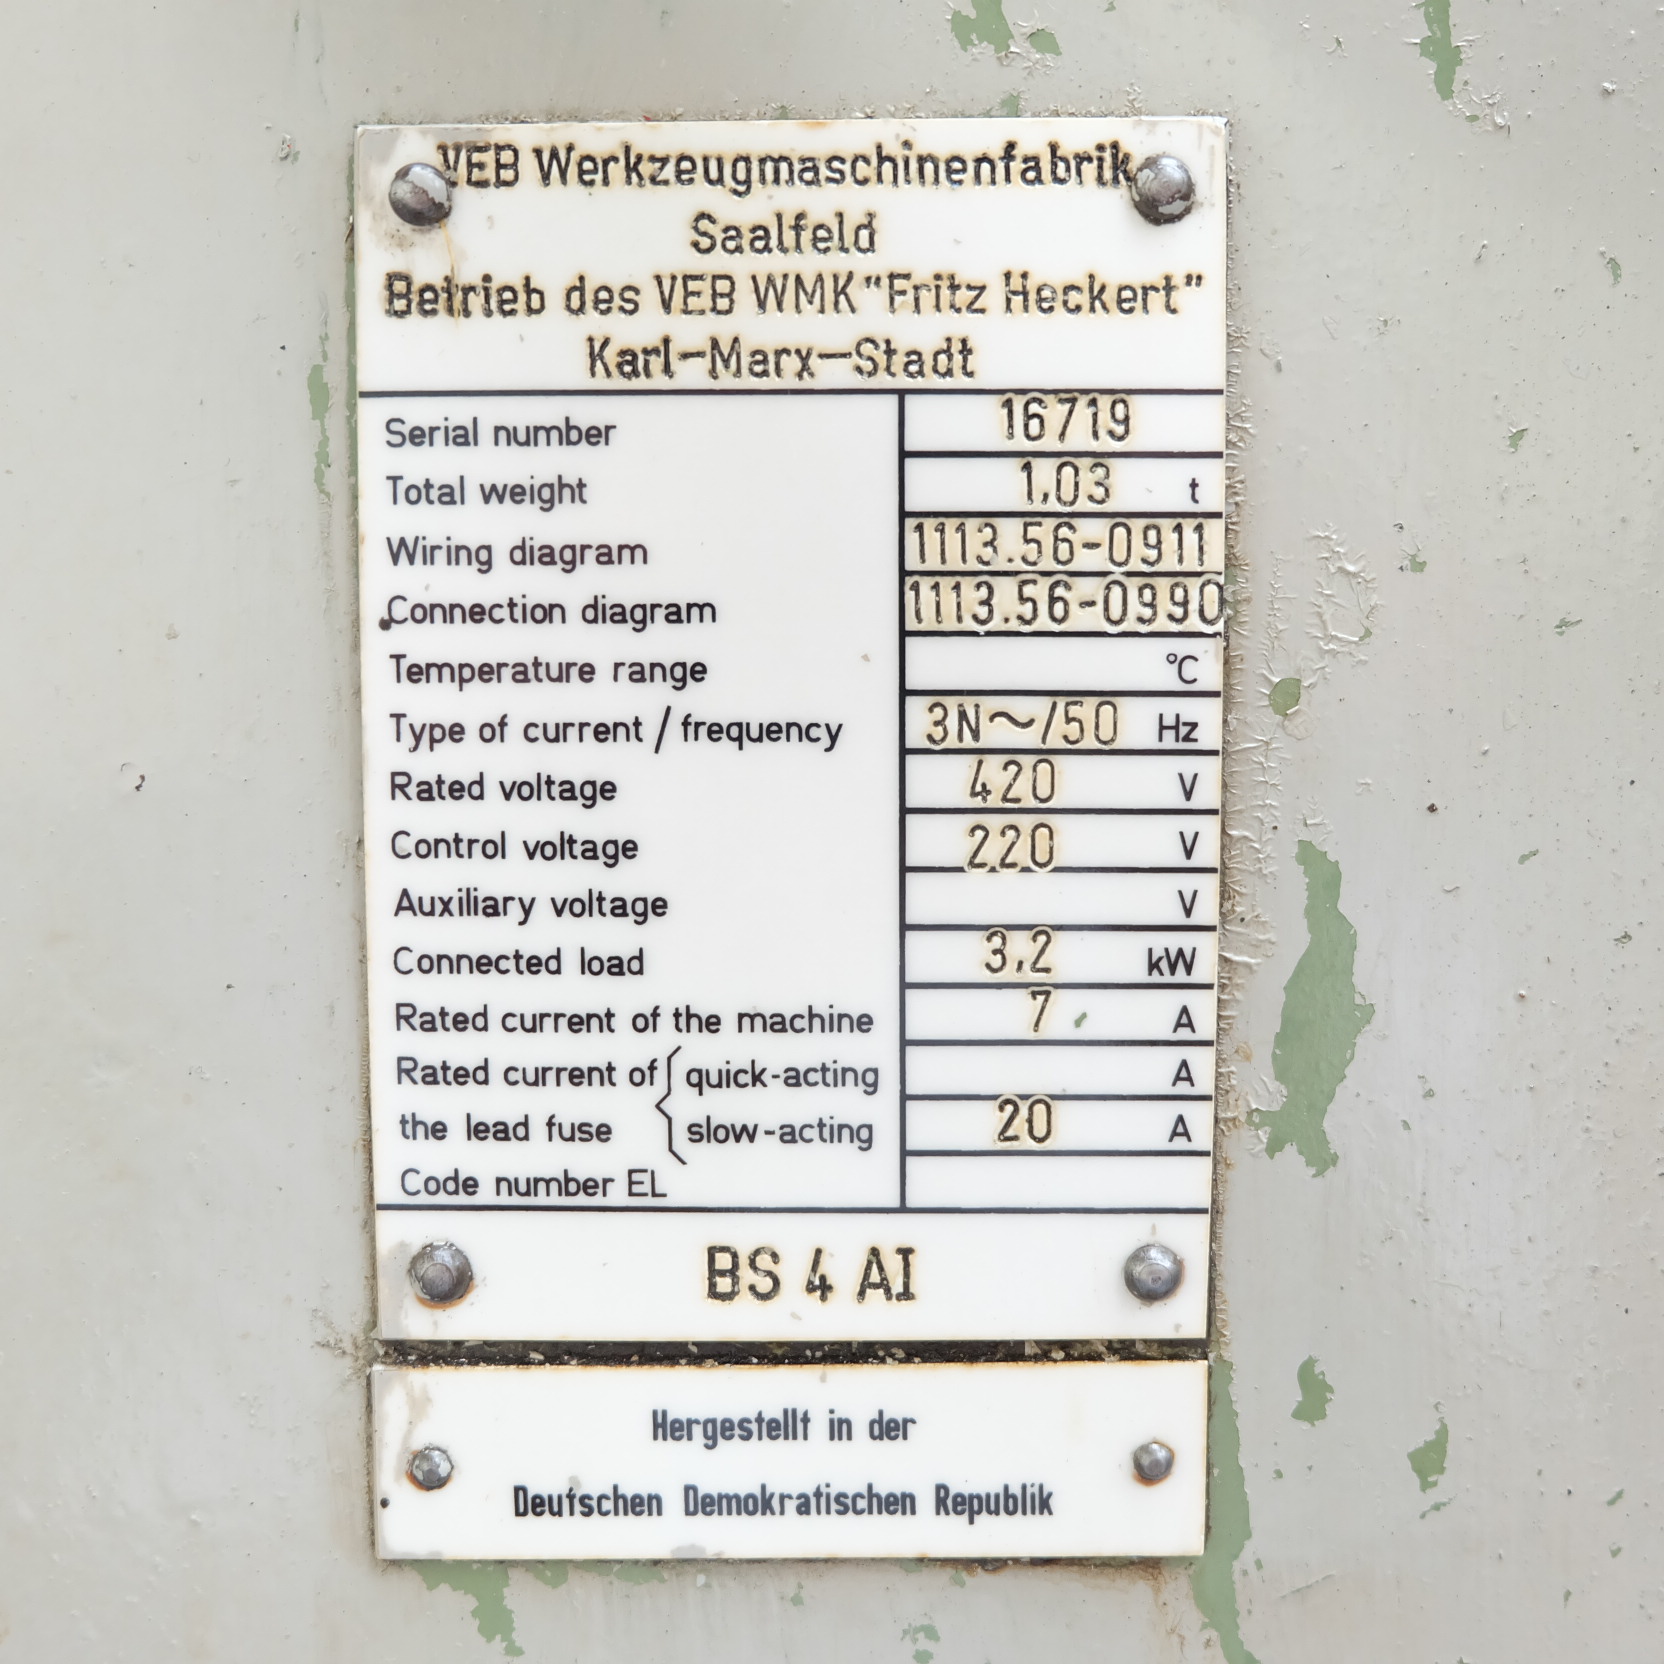 VEB Werkzeugmaschinenfabrik
Saalfeld
Betrieb des VEB WMK "Fritz Heckert"
Karl-Marx-Stadt
Serial number 16719
Total weight 1,03 t
Wiring diagram 1113.56-0911
Connection diagram 1113.56-0990
Temperature range °C
Type of current / frequency 3N~/50 Hz
Rated voltage 420 V
Control voltage 220 V
Auxiliary voltage V
Connected load 3,2 kW
Rated current of the machine 7 A
Rated current of { quick-acting A
the lead fuse slow-acting 20 A
Code number EL
BS 4 AI
Hergestellt in der
Deutschen Demokratischen Republik